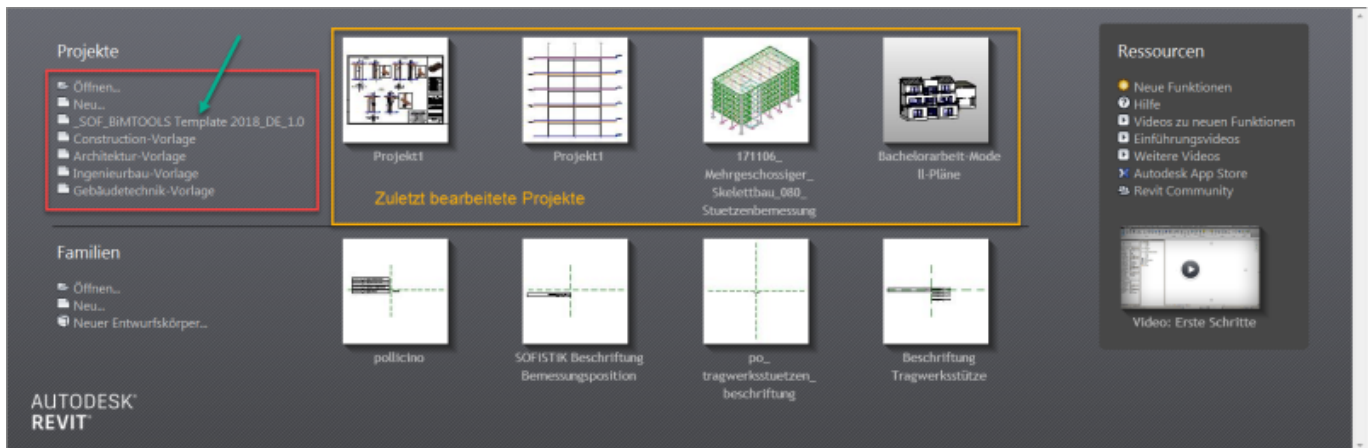 Projekte
Öffnen...
Neu...
_SOF_BiMTOOLS Template 2018_DE_1.0
Construction-Vorlage
Architektur-Vorlage
Ingenieurbau-Vorlage
Gebäudetechnik-Vorlage
Projekt1
Projekt1
171106_
Mehrgeschossiger_
Skelettbau_080_
Stuetzenbemessung
Bachelorarbeit-Mode
ll-Pläne
Zuletzt bearbeitete Projekte
Familien
Öffnen...
Neu...
Neuer Entwurfskörper...
pollicino
SOFiSTiK Beschriftung
Bemessungsposition
po_
tragwerksstuetzen_
beschriftung
Beschriftung
Tragwerksstütze
Ressourcen
Neue Funktionen
Hilfe
Videos zu neuen Funktionen
Einführungsvideos
Weitere Videos
Autodesk App Store
Revit Community
Video: Erste Schritte
AUTODESK®
REVIT®